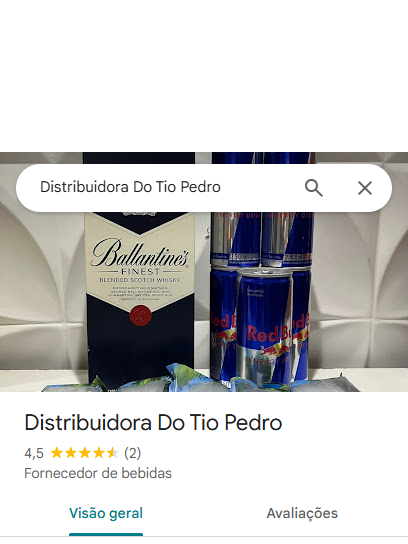 Distribuidora Do Tio Pedro
Ballantine's
FINEST
BLENDED SCOTCH WHISKY
Red Bull
Distribuidora Do Tio Pedro
4,5 (2)
Fornecedor de bebidas
Visão geral
Avaliações